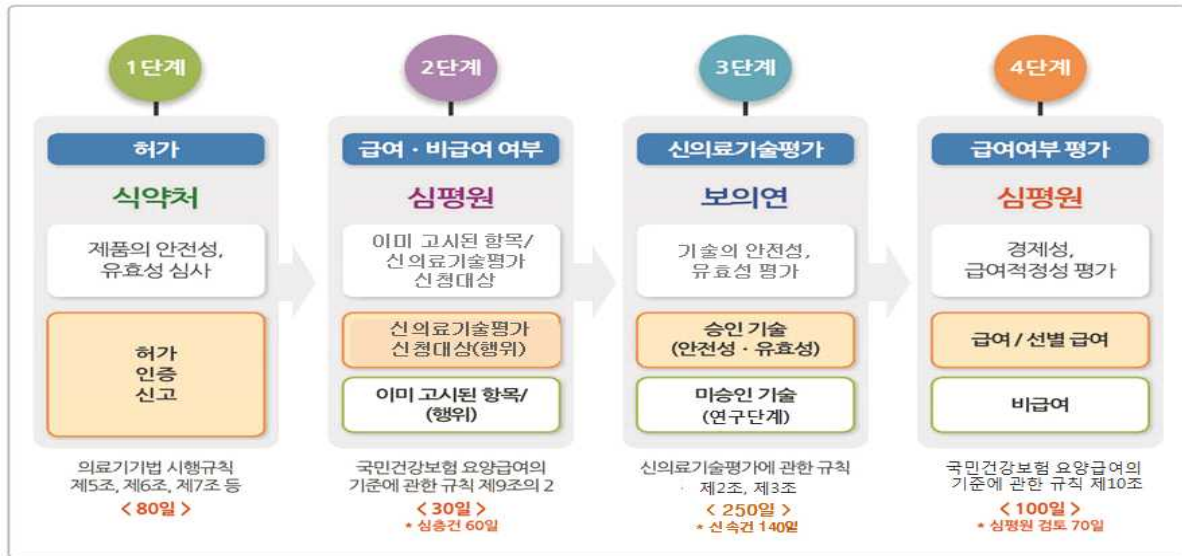 1단계
허가
식약처
제품의 안전성,
유효성 심사
허가
인증
신고
의료기기법 시행규칙
제5조, 제6조, 제7조 등
< 80일 >
2단계
급여 · 비급여 여부
심평원
이미 고시된 항목/
신의료기술평가
신청대상
신의료기술평가
신청대상(행위)
이미 고시된 항목/
(행위)
국민건강보험 요양급여의
기준에 관한 규칙 제9조의 2
< 30일 >
* 심층건 60일
3단계
신의료기술평가
보의연
기술의 안전성,
유효성 평가
승인 기술
(안전성 · 유효성)
미승인 기술
(연구단계)
신의료기술평가에 관한 규칙
· 제2조, 제3조
< 250일 >
* 신속건 140일
4단계
급여여부 평가
심평원
경제성,
급여적정성 평가
급여 / 선별 급여
비급여
국민건강보험 요양급여의
기준에 관한 규칙 제10조
< 100일 >
* 심평원 검토 70일